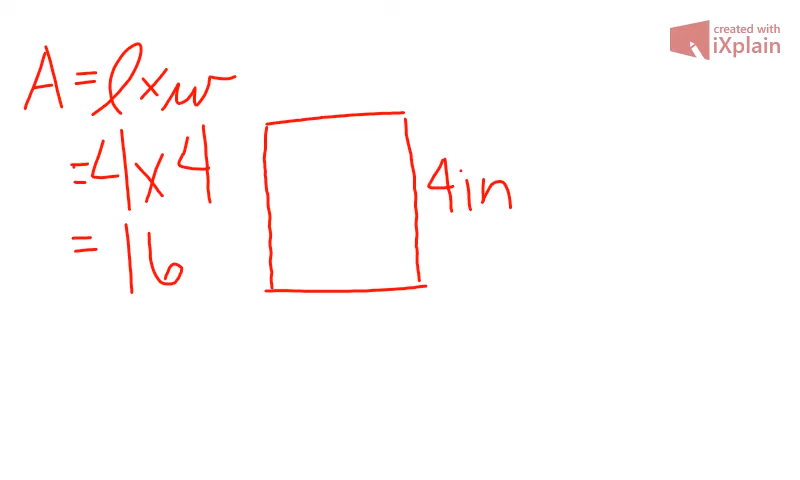 created with
iXplain
A = l x w
= 4 x 4
= 16
4in